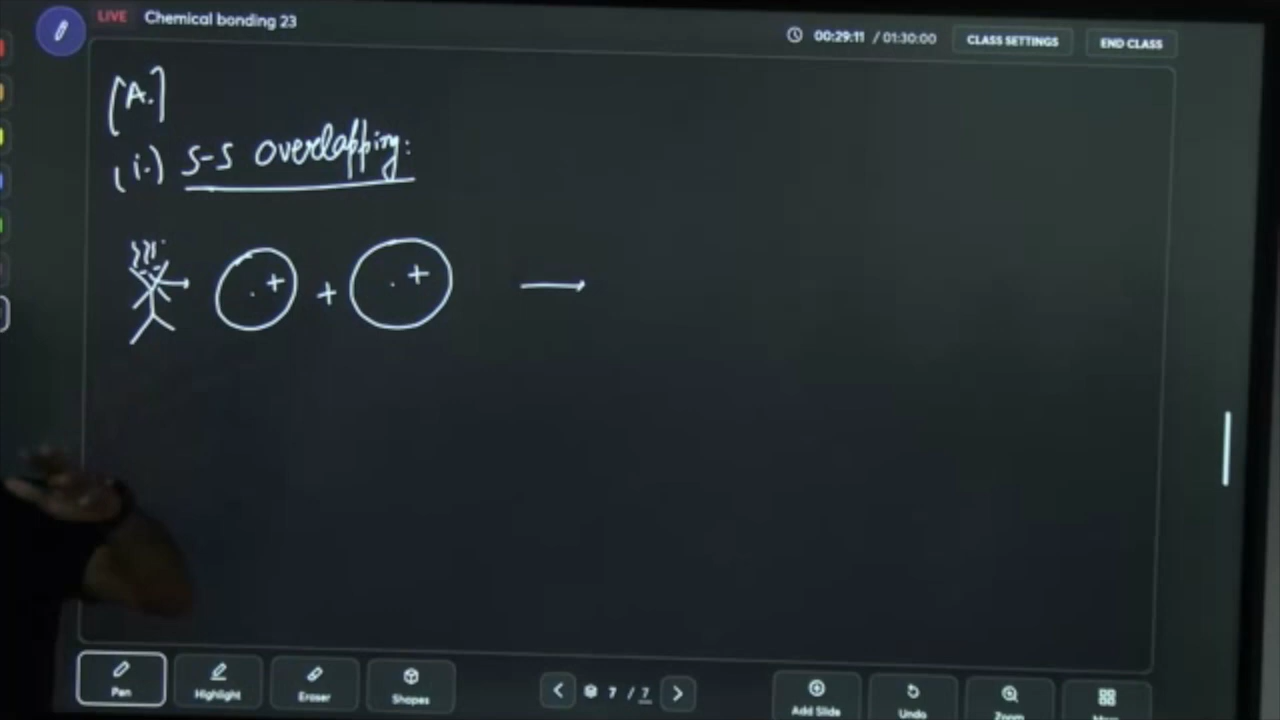 LIVE Chemical bonding 23
00:29:11 / 01:30:00 CLASS SETTINGS END CLASS
[A.]
(i.) S-S overlapping:
+ + +
Pen Highlight Eraser Shapes 7 / 7 Add Slide Undo Zoom